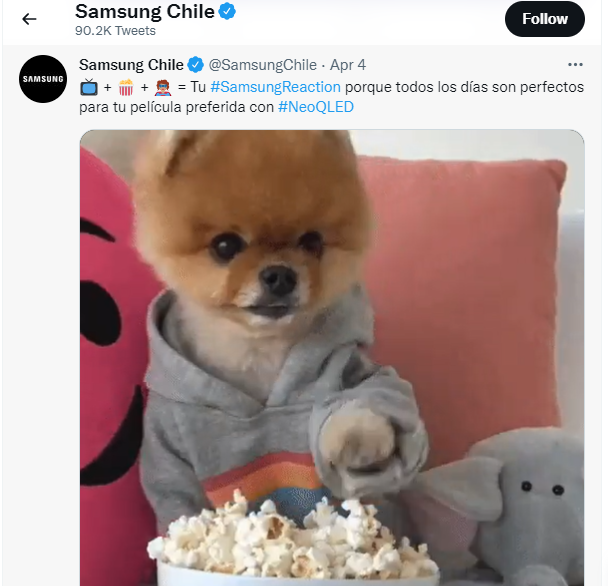 Samsung Chile
90.2K Tweets
Follow
SAMSUNG
Samsung Chile @SamsungChile · Apr 4
📺 + 🍿 + 🙍🏽‍♂️ = Tu #SamsungReaction porque todos los días son perfectos
para tu película preferida con #NeoQLED